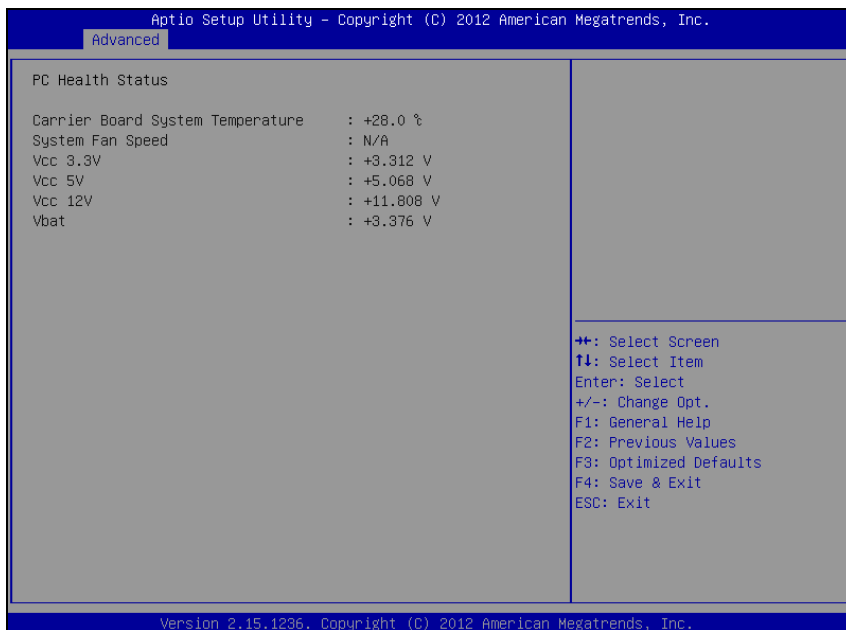 Aptio Setup Utility – Copyright (C) 2012 American Megatrends, Inc.
Advanced
PC Health Status
Carrier Board System Temperature : +28.0 ℃
System Fan Speed : N/A
Vcc 3.3V : +3.312 V
Vcc 5V : +5.068 V
Vcc 12V : +11.808 V
Vbat : +3.376 V
→←: Select Screen
↑↓: Select Item
Enter: Select
+/-: Change Opt.
F1: General Help
F2: Previous Values
F3: Optimized Defaults
F4: Save & Exit
ESC: Exit
Version 2.15.1236. Copyright (C) 2012 American Megatrends, Inc.